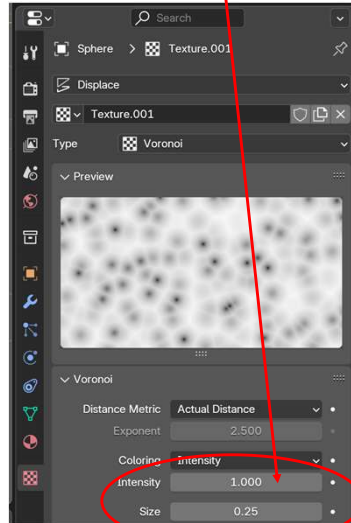 Search
Sphere > Texture.001
Displace
Texture.001
Type Voronoi
Preview
Voronoi
Distance Metric Actual Distance
Exponent 2.500
Coloring Intensity
Intensity 1.000
Size 0.25